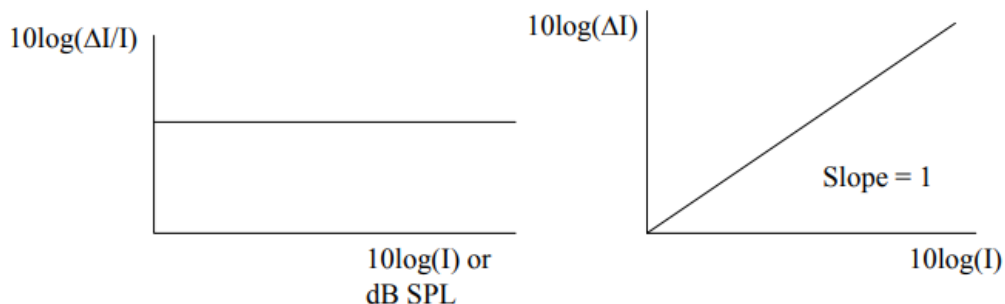 10log(ΔI/I)
10log(I) or
dB SPL
10log(ΔI)
Slope = 1
10log(I)